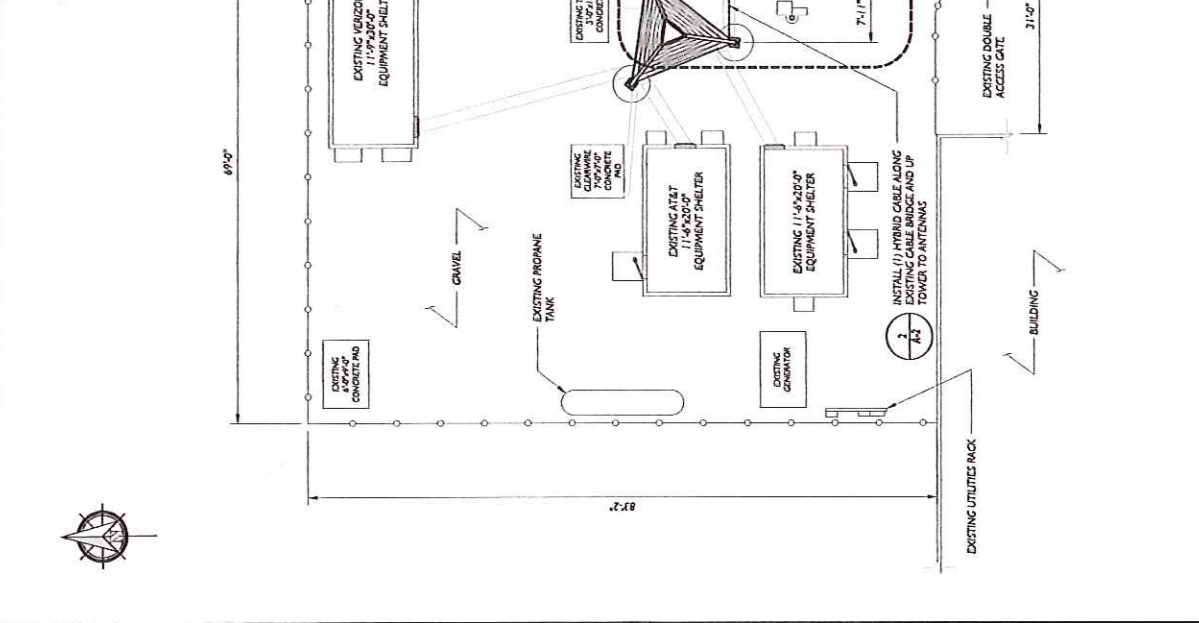 EXISTING VERIZO
11'-9"x30'-0"
EQUIPMENT SHELT
EXISTING T
CONCRETE
7'-11"
EXISTING DOUBLE
ACCESS GATE
31'-0"
69'-0"
EXISTING
CLEARWIRE
7'-0"x7'-0"
CONCRETE
PAD
EXISTING AT&T
11'-6"x20'-0"
EQUIPMENT SHELTER
EXISTING 11'-6"x20'-0"
EQUIPMENT SHELTER
INSTALL (1) HYBRID CABLE ALONG
EXISTING CABLE BRIDGE AND UP
TOWER TO ANTENNAS
2
A-2
GRAVEL
EXISTING PROPANE
TANK
BUILDING
EXISTING
CONCRETE PAD
EXISTING
GENERATOR
EXISTING UTILITIES RACK
83'-2"
N